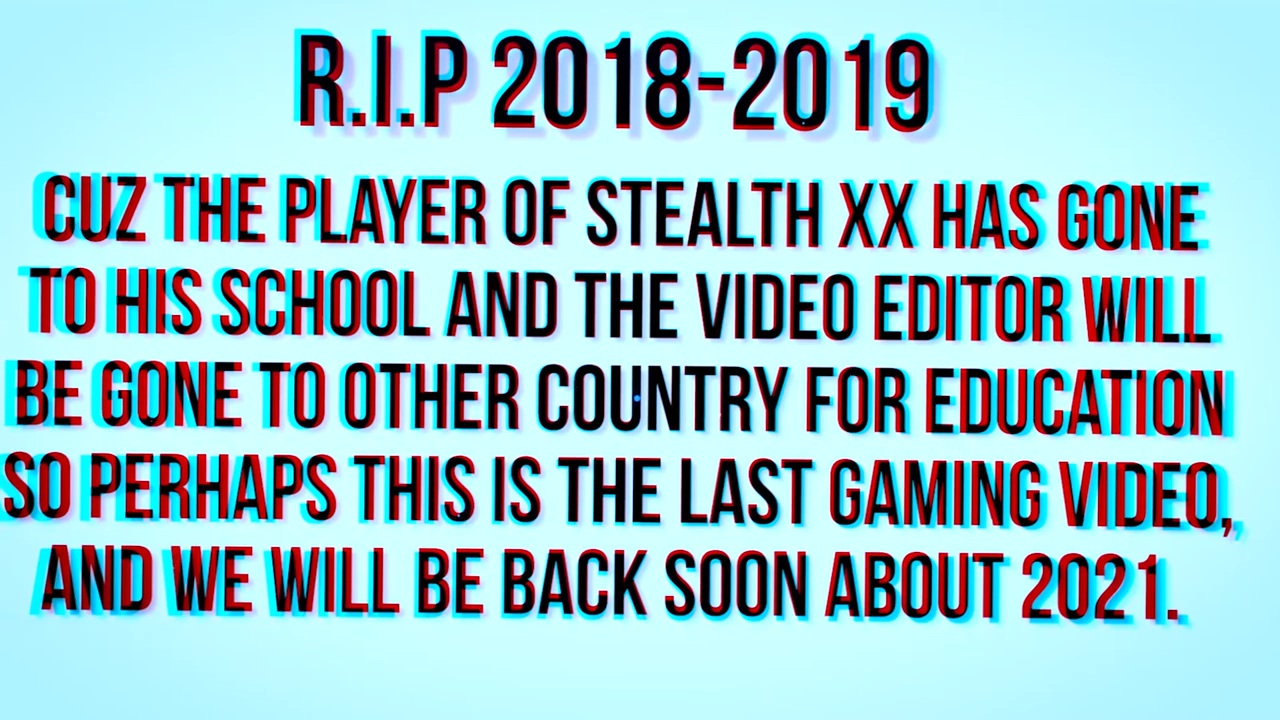 R.I.P 2018-2019
CUZ THE PLAYER OF STEALTH XX HAS GONE
TO HIS SCHOOL AND THE VIDEO EDITOR WILL
BE GONE TO OTHER COUNTRY FOR EDUCATION
SO PERHAPS THIS IS THE LAST GAMING VIDEO,
AND WE WILL BE BACK SOON ABOUT 2021.